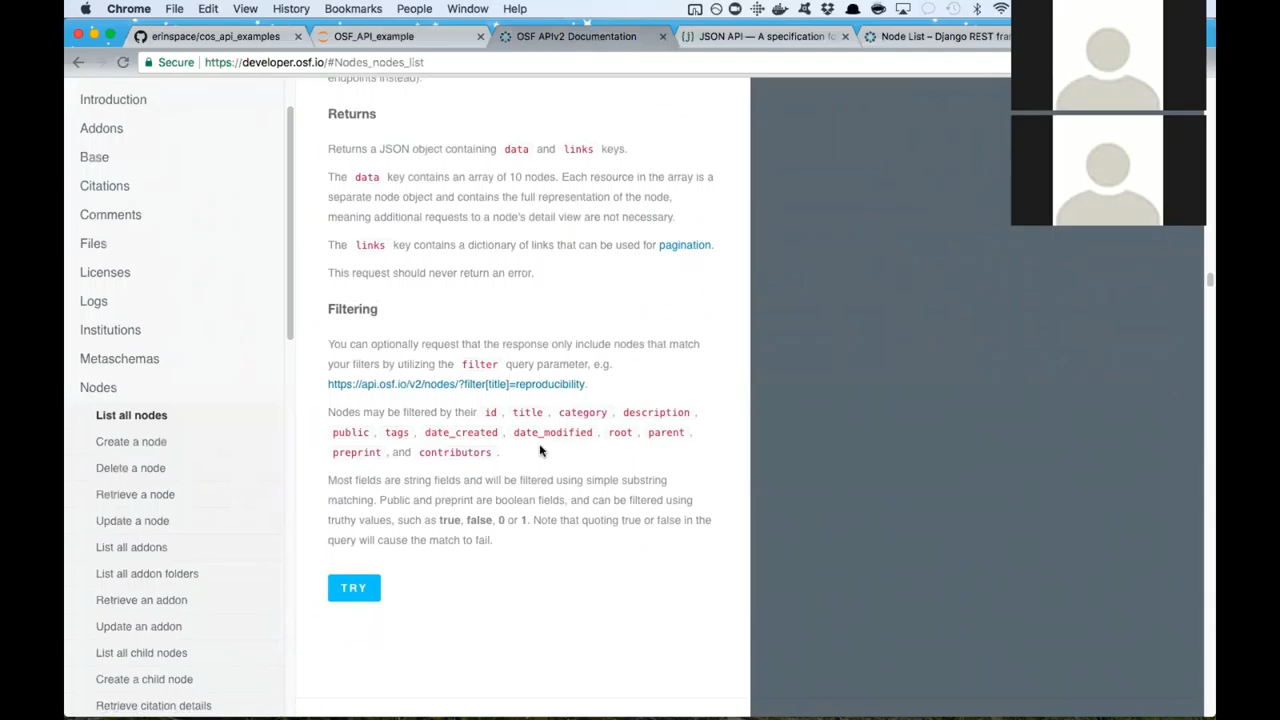 Chrome File Edit View History Bookmarks People Window Help
erinspace/cos_api_examples
OSF_API_example
OSF APIv2 Documentation
JSON API — A specification fo
Node List – Django REST fram
Secure https://developer.osf.io/#Nodes_nodes_list
Introduction
Addons
Base
Citations
Comments
Files
Licenses
Logs
Institutions
Metaschemas
Nodes
List all nodes
Create a node
Delete a node
Retrieve a node
Update a node
List all addons
List all addon folders
Retrieve an addon
Update an addon
List all child nodes
Create a child node
Retrieve citation details
endpoints instead).
Returns
Returns a JSON object containing data and links keys.
The data key contains an array of 10 nodes. Each resource in the array is a
separate node object and contains the full representation of the node,
meaning additional requests to a node's detail view are not necessary.
The links key contains a dictionary of links that can be used for pagination.
This request should never return an error.
Filtering
You can optionally request that the response only include nodes that match
your filters by utilizing the filter query parameter, e.g.
https://api.osf.io/v2/nodes/?filter[title]=reproducibility.
Nodes may be filtered by their id , title , category , description ,
public , tags , date_created , date_modified , root , parent ,
preprint , and contributors .
Most fields are string fields and will be filtered using simple substring
matching. Public and preprint are boolean fields, and can be filtered using
truthy values, such as true, false, 0 or 1. Note that quoting true or false in the
query will cause the match to fail.
TRY